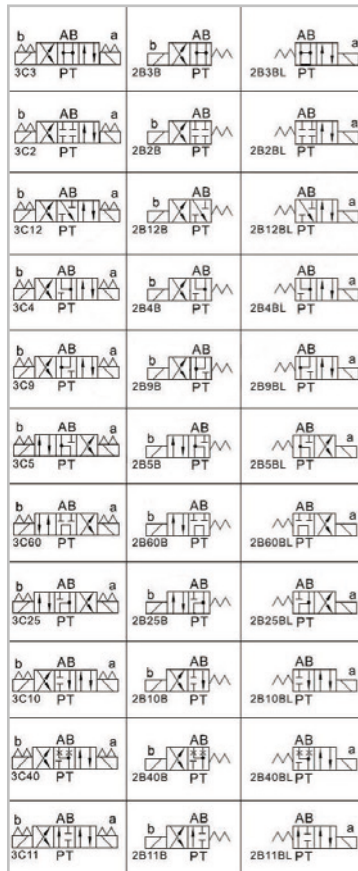 b AB a AB AB a
b
3C3 PT 2B3B PT 2B3BL PT
b AB a b AB AB a
3C2 PT 2B2B PT 2B2BL PT
b AB a b AB AB a
3C12 PT 2B12B PT 2B12BL PT
b AB a b AB AB a
3C4 PT 2B4B PT 2B4BL PT
b AB a b AB AB a
3C9 PT 2B9B PT 2B9BL PT
b AB a b AB AB a
3C5 PT 2B5B PT 2B5BL PT
b AB a b AB AB a
3C60 PT 2B60B PT 2B60BL PT
b AB a b AB AB a
3C25 PT 2B25B PT 2B25BL PT
b AB a b AB AB a
3C10 PT 2B10B PT 2B10BL PT
b AB a b AB AB a
3C40 PT 2B40B PT 2B40BL PT
b AB a b AB AB a
3C11 PT 2B11B PT 2B11BL PT